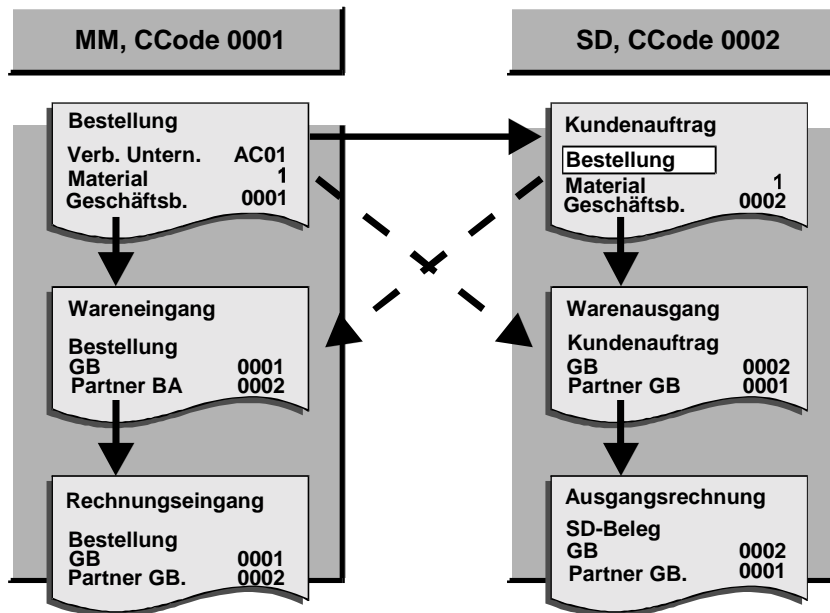 MM, CCode 0001
SD, CCode 0002
Bestellung
Verb. Untern. AC01
Material 1
Geschäftsb. 0001
Kundenauftrag
Bestellung
Material 1
Geschäftsb. 0002
Wareneingang
Bestellung
GB 0001
Partner BA 0002
Warenausgang
Kundenauftrag
GB 0002
Partner GB 0001
Rechnungseingang
Bestellung
GB 0001
Partner GB. 0002
Ausgangsrechnung
SD-Beleg
GB 0002
Partner GB. 0001